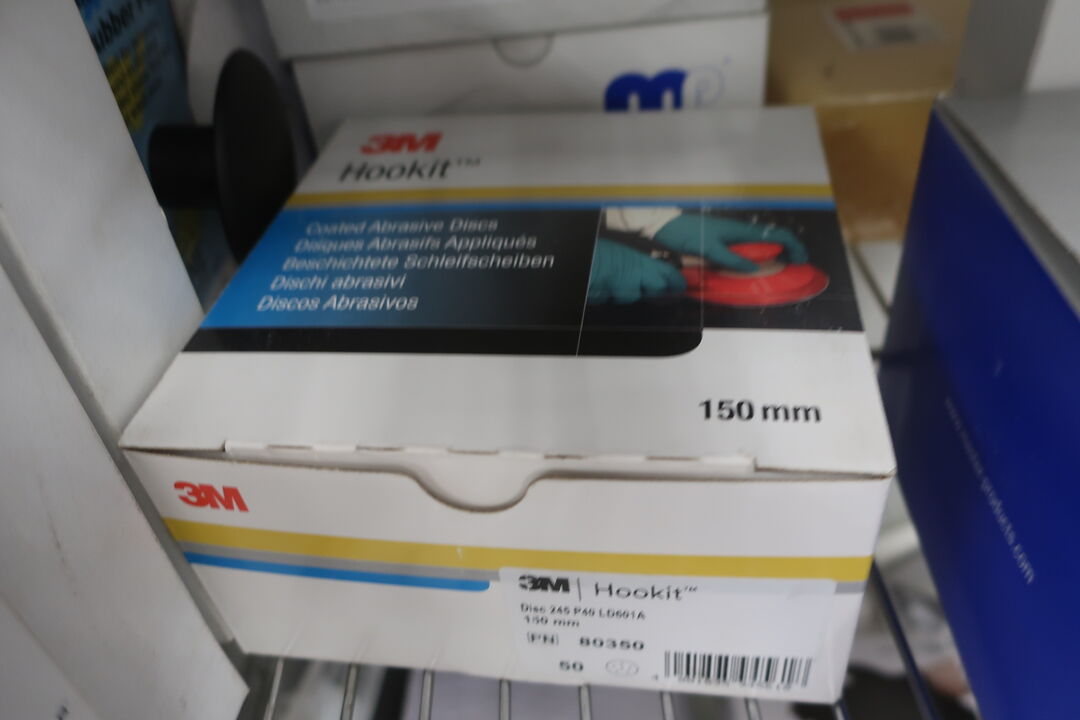 3M
Hookit™
Coated Abrasive Discs
Disques Abrasifs Appliqués
Beschichtete Schleifscheiben
Dischi abrasivi
Discos Abrasivos
150 mm
3M
3M | Hookit™
Disc 245 P40 LD601A
150 mm
PN 80350
50